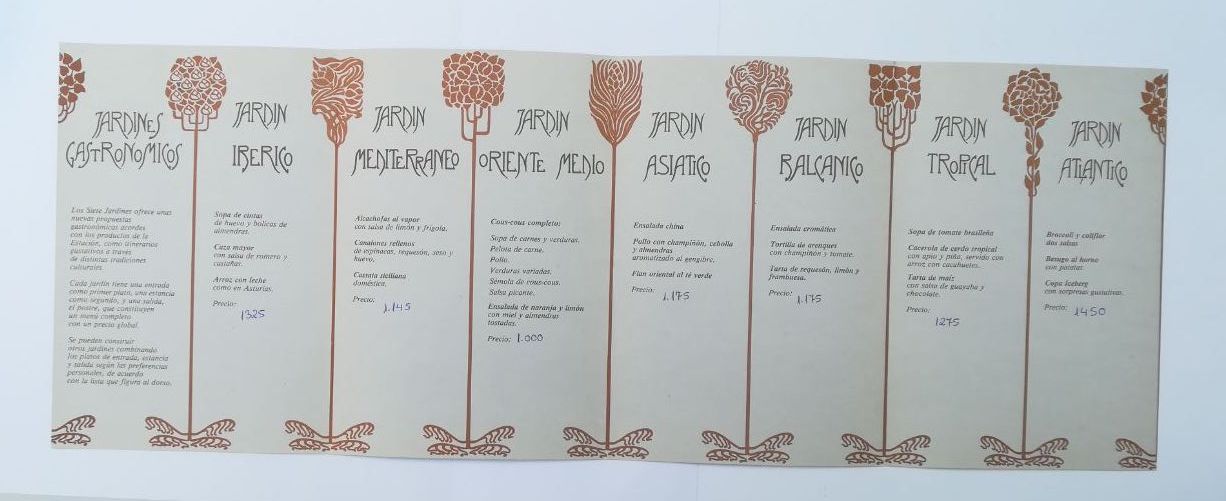 JARDINES
GASTRONOMICOS
Los Siete Jardines ofrece unas
nuevas propuestas
gastronómicas acordes
con los productos de la
Estación, como itinerarios
gustativos a través
de distintas tradiciones
culturales.
Cada jardín tiene una entrada
como primer plato, una estancia
como segundo, y una salida,
el postre, que constituyen
un menú completo
con un precio global.
Se pueden construir
otros jardines combinando
los platos de entrada, estancia
y salida según las preferencias
personales, de acuerdo
con la lista que figura al dorso.
JARDIN
IBERICO
Sopa de cintas
de huevo y bolicas de
almendras.
Caza mayor
con salsa de romero y
castañas.
Arroz con leche
como en Asturias.
Precio:
1325
JARDIN
MEDITERRANEO
Alcachofas al vapor
con salsa de limón y frígola.
Canalones rellenos
de espinacas, requesón, seso y
huevo.
Cassata siciliana
doméstica.
Precio: 1.145
JARDIN
ORIENTE MEDIO
Cous-cous completo:
Sopa de carnes y verduras.
Pelota de carne.
Pollo.
Verduras variadas.
Sémola de cous-cous.
Salsa picante.
Ensalada de naranja y limón
con miel y almendras
tostadas.
Precio: 1.000
JARDIN
ASIATICO
Ensalada china
Pollo con champiñón, cebolla
y almendras
aromatizado al gengibre.
Flan oriental al té verde
Precio: 1.175
JARDIN
BALCANICO
Ensalada aromática
Tortilla de arenques
con champiñón y tomate.
Tarta de requesón, limón y
frambuesa.
Precio: 1.175
JARDIN
TROPICAL
Sopa de tomate brasileña
Cacerola de cerdo tropical
con apio y piña, servido con
arroz con cacahuetes.
Tarta de maíz
con salsa de guayaba y
chocolate.
Precio:
1275
JARDIN
ATLANTICO
Broccoli y coliflor
dos salsas
Besugo al horno
con patatas.
Copa Iceberg
con sorpresas gustativas.
Precio: 1450